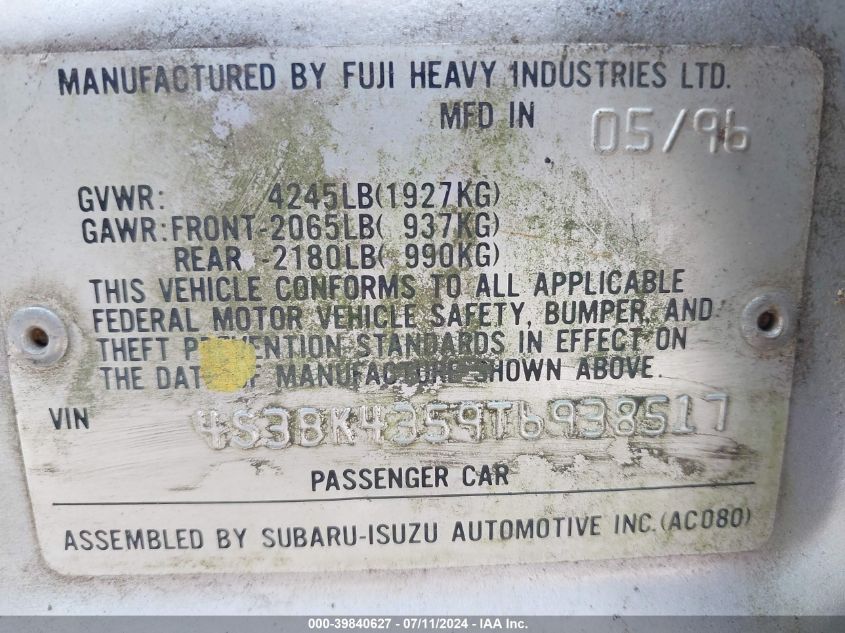 MANUFACTURED BY FUJI HEAVY INDUSTRIES LTD.
MFD IN 05/96
GVWR: 4245LB(1927KG)
GAWR: FRONT-2065LB( 937KG)
REAR -2180LB( 990KG)
THIS VEHICLE CONFORMS TO ALL APPLICABLE
FEDERAL MOTOR VEHICLE SAFETY, BUMPER, AND
THEFT PREVENTION STANDARDS IN EFFECT ON
THE DATE OF MANUFACTURE SHOWN ABOVE.
VIN 4S3BK4359T6938517
PASSENGER CAR
ASSEMBLED BY SUBARU-ISUZU AUTOMOTIVE INC.(AC080)
000-39840627 - 07/11/2024 - IAA Inc.